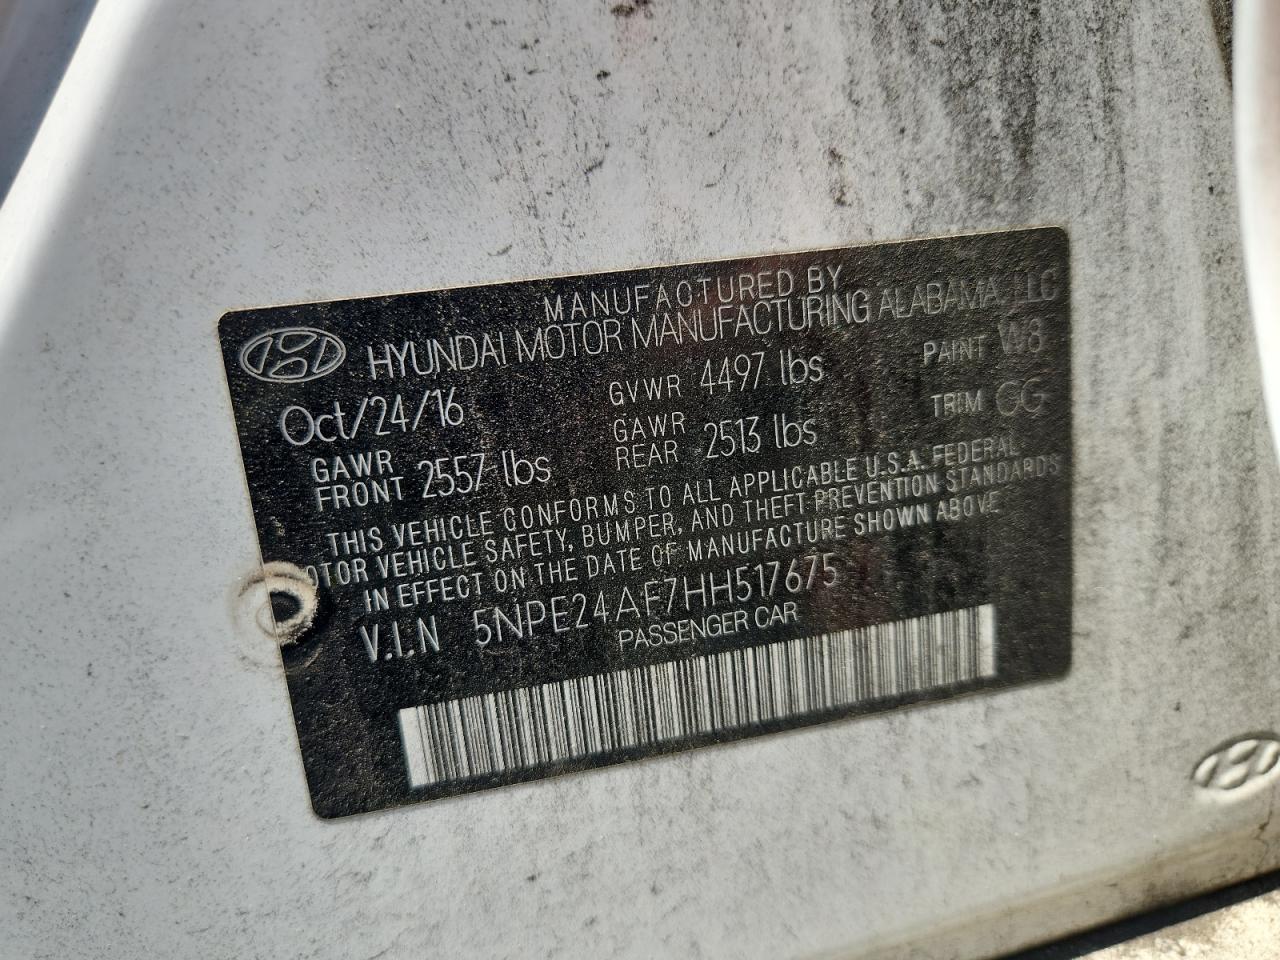 MANUFACTURED BY
HYUNDAI MOTOR MANUFACTURING ALABAMA, LLC
Oct/24/16 GVWR 4497 lbs PAINT W8
GAWR FRONT 2557 lbs GAWR REAR 2513 lbs TRIM GG
THIS VEHICLE CONFORMS TO ALL APPLICABLE U.S.A. FEDERAL
OTOR VEHICLE SAFETY, BUMPER, AND THEFT PREVENTION STANDARDS
IN EFFECT ON THE DATE OF MANUFACTURE SHOWN ABOVE
V.I.N 5NPE24AF7HH517675
PASSENGER CAR